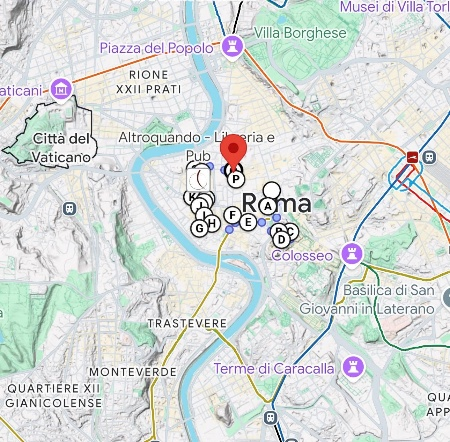 Musei di Villa Torl
Piazza del Popolo
Villa Borghese
RIONE
XXII PRATI
aticani
Città del
Vaticano
Altroquando - Libreria e
Pub
P
Roma
A
K
I
G
H
F
E
C
D
Colosseo
Basilica di San
Giovanni in Laterano
TRASTEVERE
MONTEVERDE
Terme di Caracalla
QUARTIERE XII
GIANICOLENSE
QUA
APP
a